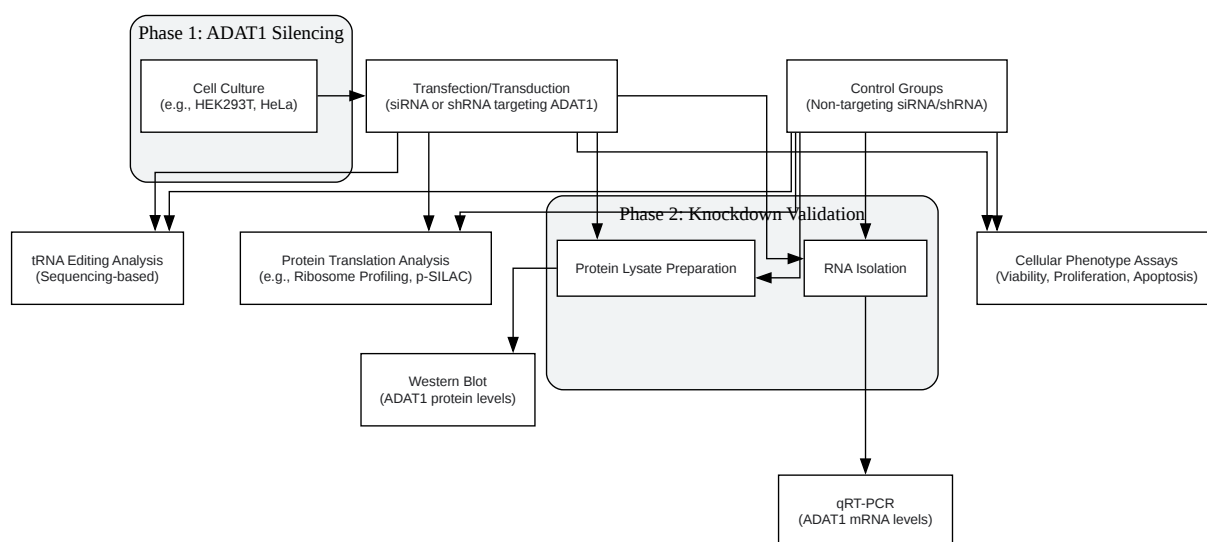 Phase 1: ADAT1 Silencing
Cell Culture
(e.g., HEK293T, HeLa)
Transfection/Transduction
(siRNA or shRNA targeting ADAT1)
Control Groups
(Non-targeting siRNA/shRNA)
Phase 2: Knockdown Validation
tRNA Editing Analysis
(Sequencing-based)
Protein Translation Analysis
(e.g., Ribosome Profiling, p-SILAC)
Protein Lysate Preparation
RNA Isolation
Cellular Phenotype Assays
(Viability, Proliferation, Apoptosis)
Western Blot
(ADAT1 protein levels)
qRT-PCR
(ADAT1 mRNA levels)